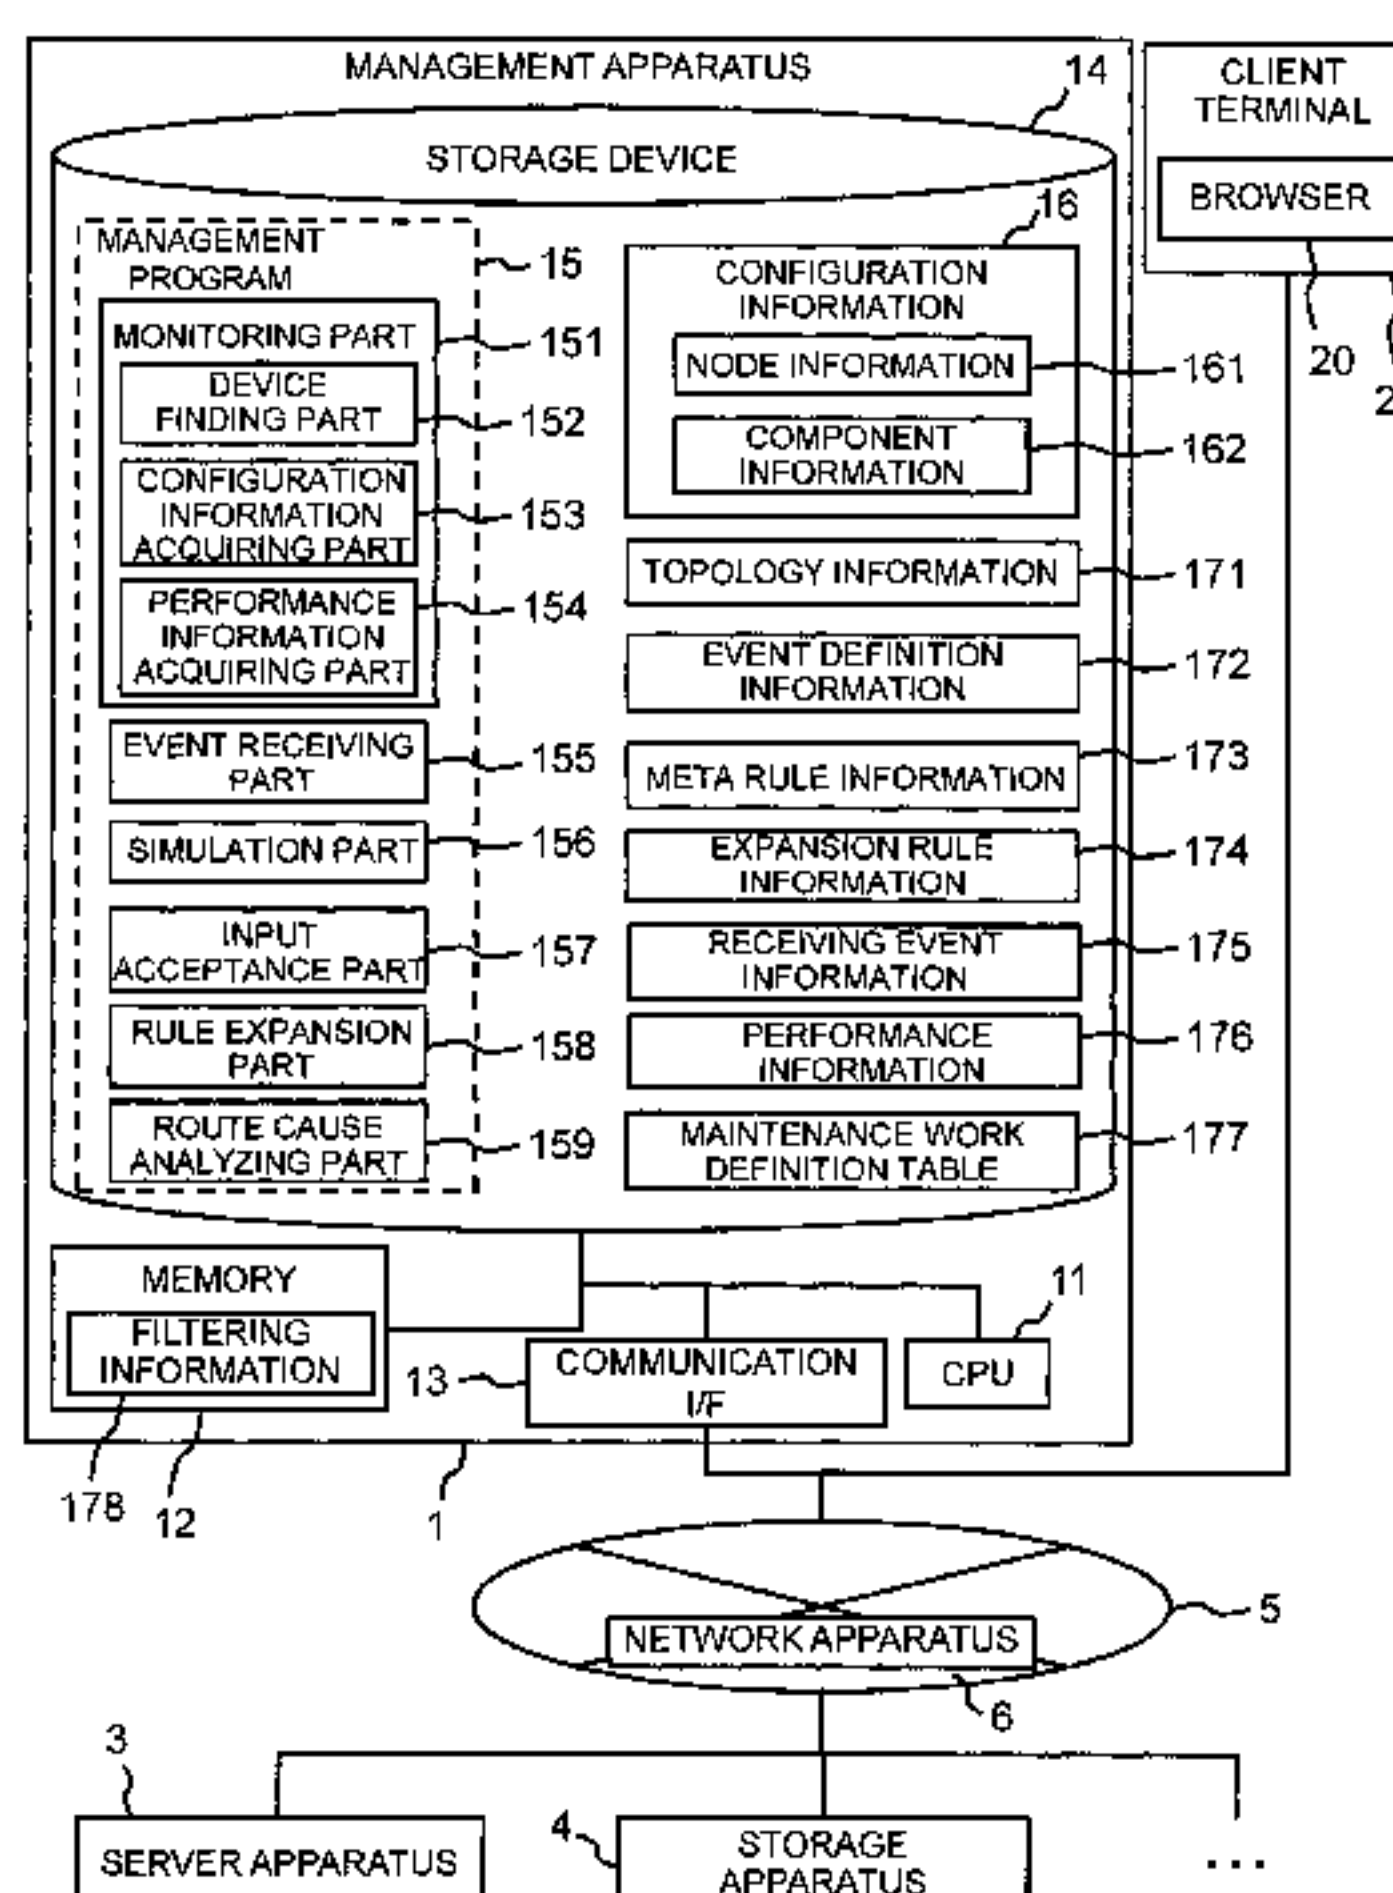 MANAGEMENT APPARATUS
14
STORAGE DEVICE
MANAGEMENT
PROGRAM
15
MONITORING PART
151
DEVICE
FINDING PART
152
CONFIGURATION
INFORMATION
ACQUIRING PART
153
PERFORMANCE
INFORMATION
ACQUIRING PART
154
EVENT RECEIVING
PART
155
SIMULATION PART
156
INPUT
ACCEPTANCE PART
157
RULE EXPANSION
PART
158
ROUTE CAUSE
ANALYZING PART
159
16
CONFIGURATION
INFORMATION
NODE INFORMATION
161
COMPONENT
INFORMATION
162
TOPOLOGY INFORMATION
171
EVENT DEFINITION
INFORMATION
172
META RULE INFORMATION
173
EXPANSION RULE
INFORMATION
174
RECEIVING EVENT
INFORMATION
175
PERFORMANCE
INFORMATION
176
MAINTENANCE WORK
DEFINITION TABLE
177
CLIENT
TERMINAL
BROWSER
20
2
MEMORY
FILTERING
INFORMATION
178
12
13
COMMUNICATION
I/F
11
CPU
1
5
NETWORK APPARATUS
6
3
SERVER APPARATUS
4
STORAGE
APPARATUS
...